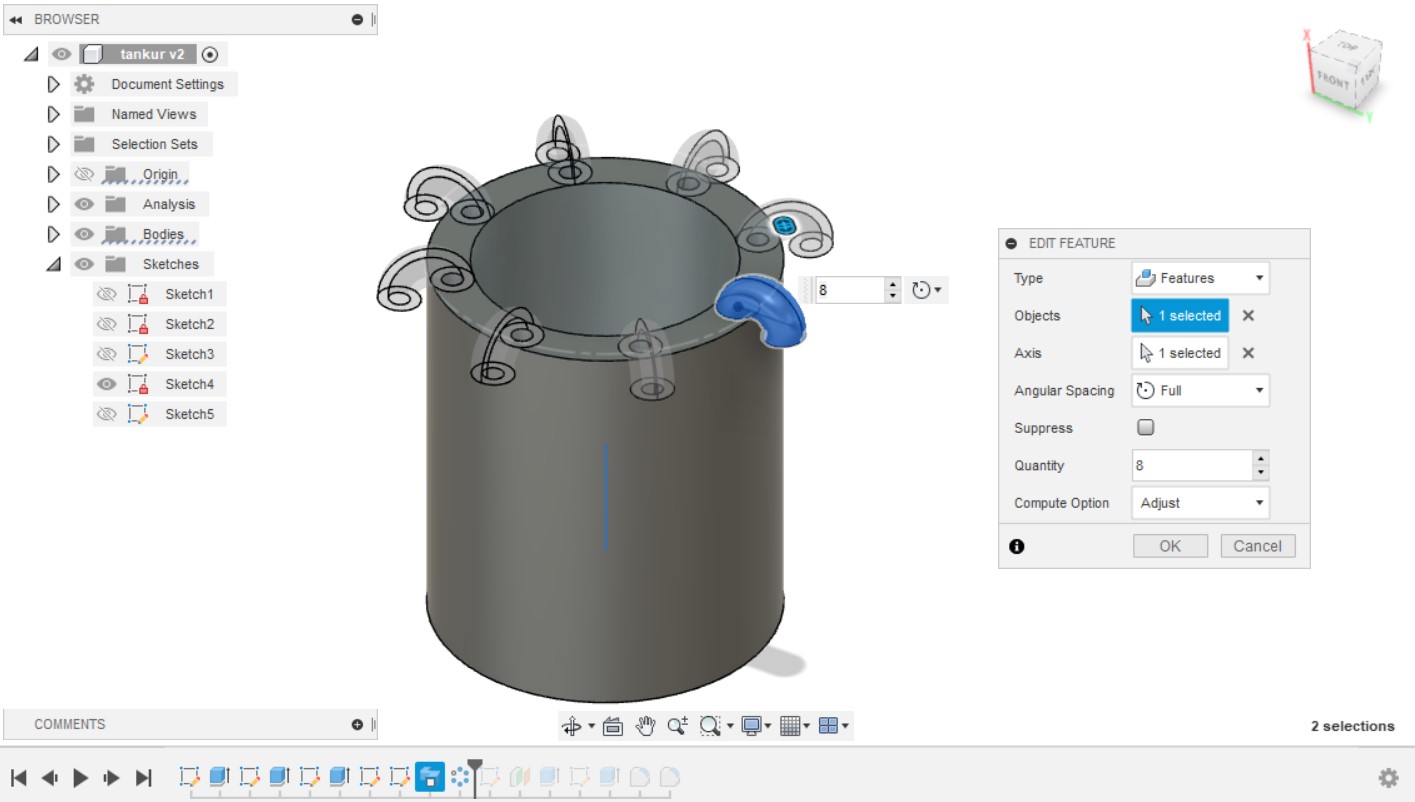 BROWSER
tankur v2
Document Settings
Named Views
Selection Sets
Origin
Analysis
Bodies
Sketches
Sketch1
Sketch2
Sketch3
Sketch4
Sketch5
X
TOP
FRONT
Y
8
EDIT FEATURE
Type Features
Objects 1 selected
Axis 1 selected
Angular Spacing Full
Suppress
Quantity 8
Compute Option Adjust
OK Cancel
COMMENTS
2 selections